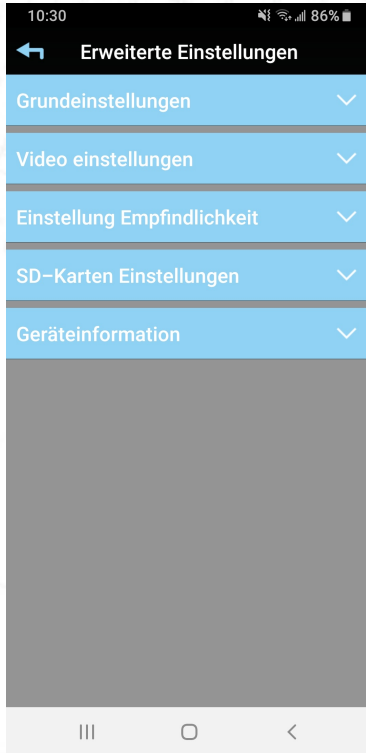 10:30 86%
Erweiterte Einstellungen
Grundeinstellungen
Video einstellungen
Einstellung Empfindlichkeit
SD-Karten Einstellungen
Geräteinformation